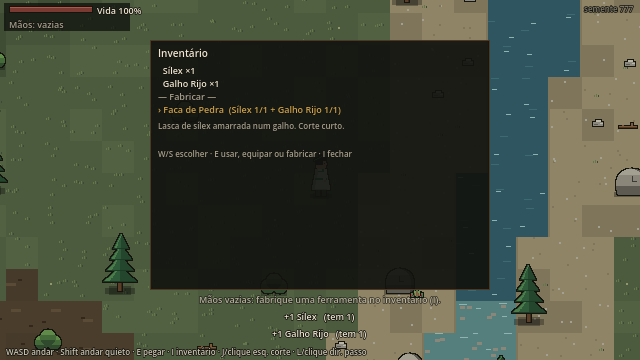 Vida 100%
semente 777
Mãos: vazias
Inventário
Sílex ×1
Galho Rijo ×1
— Fabricar —
› Faca de Pedra (Sílex 1/1 + Galho Rijo 1/1)
Lasca de sílex amarrada num galho. Corte curto.
W/S escolher · E usar, equipar ou fabricar · I fechar
Mãos vazias: fabrique uma ferramenta no inventário (I).
+1 Sílex (tem 1)
+1 Galho Rijo (tem 1)
WASD andar · Shift andar quieto · E pegar · I inventário · J/clique esq. corte · L/clique dir. passo